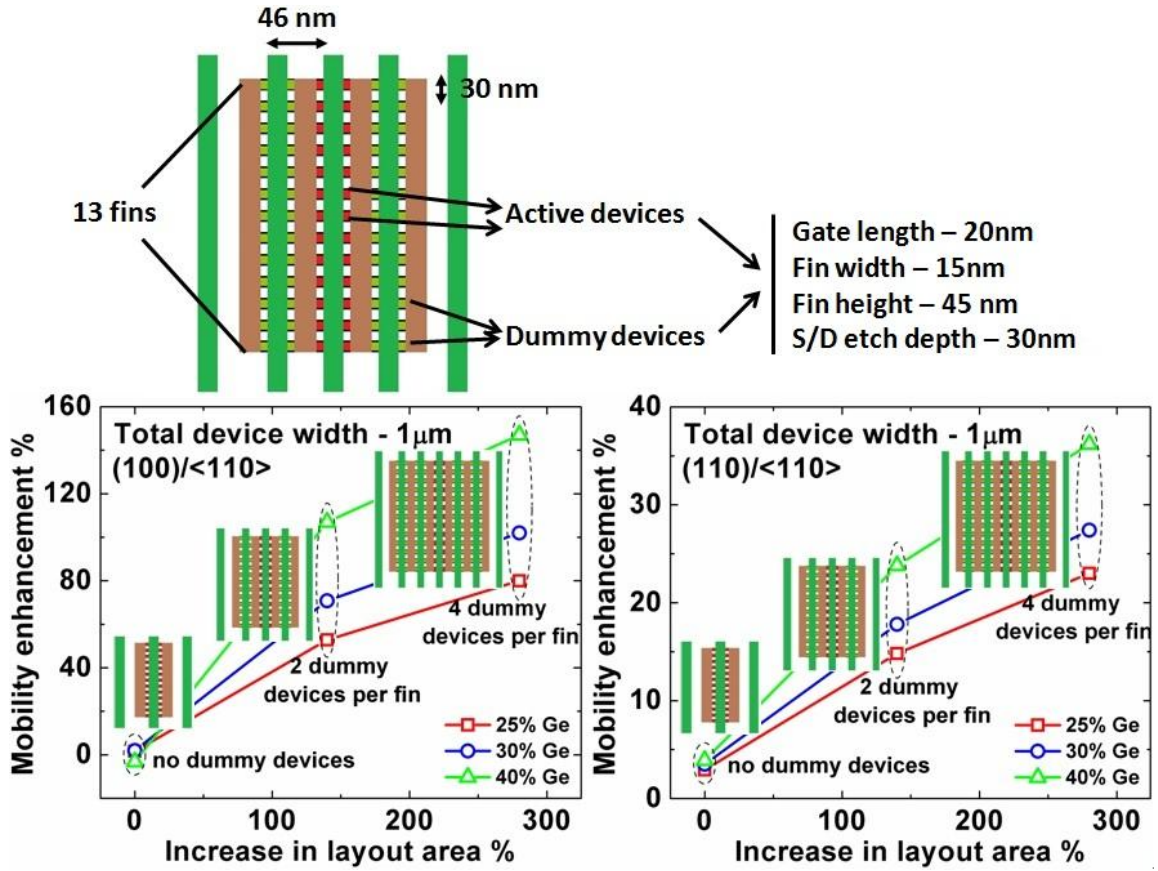 46 nm
30 nm
13 fins
Active devices
Dummy devices
Gate length – 20nm
Fin width – 15nm
Fin height – 45 nm
S/D etch depth – 30nm
160
120
80
40
0
Mobility enhancement %
Total device width - 1μm
(100)/<110>
4 dummy
devices per fin
2 dummy
devices per fin
no dummy devices
25% Ge
30% Ge
40% Ge
0 100 200 300
Increase in layout area %
40
30
20
10
0
Mobility enhancement %
Total device width - 1μm
(110)/<110>
4 dummy
devices per fin
2 dummy
devices per fin
no dummy devices
25% Ge
30% Ge
40% Ge
0 100 200 300
Increase in layout area %